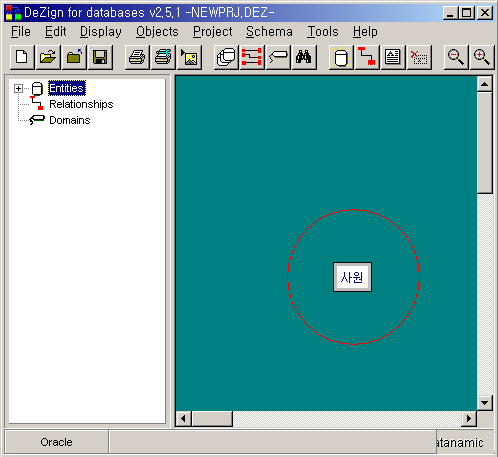 DeZign for databases v2,5,1 -NEWPRJ,DEZ-
File Edit Display Objects Project Schema Tools Help
Entities
Relationships
Domains
사원
Oracle
atanamic